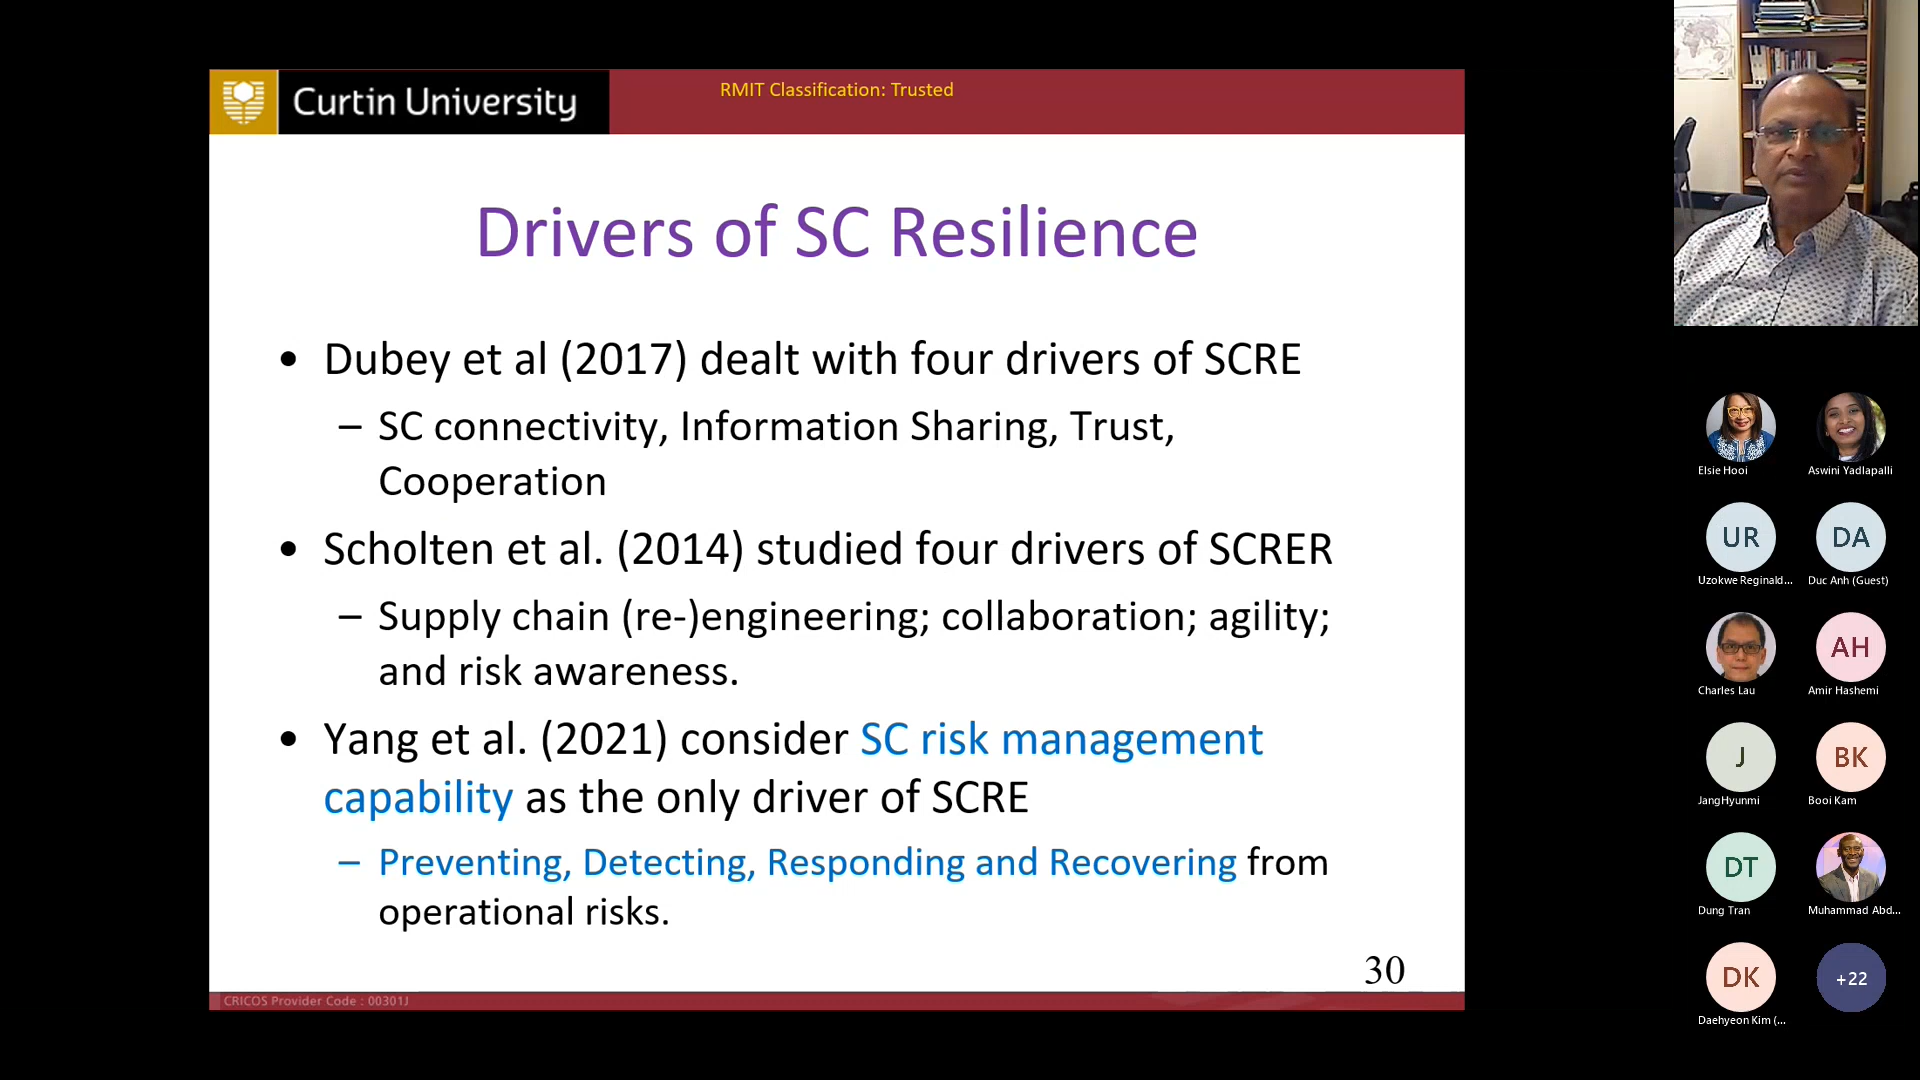 Curtin University
RMIT Classification: Trusted
Drivers of SC Resilience
• Dubey et al (2017) dealt with four drivers of SCRE
– SC connectivity, Information Sharing, Trust,
Cooperation
• Scholten et al. (2014) studied four drivers of SCRER
– Supply chain (re-)engineering; collaboration; agility;
and risk awareness.
• Yang et al. (2021) consider SC risk management
capability as the only driver of SCRE
– Preventing, Detecting, Responding and Recovering from
operational risks.
30
CRICOS Provider Code : 00301J
Elsie Hooi
Aswini Yadlapalli
UR
DA
Uzokwe Reginald...
Duc Anh (Guest)
AH
Charles Lau
Amir Hashemi
J
BK
JangHyunmi
Booi Kam
DT
Dung Tran
Muhammad Abd...
DK
+22
Daehyeon Kim (...